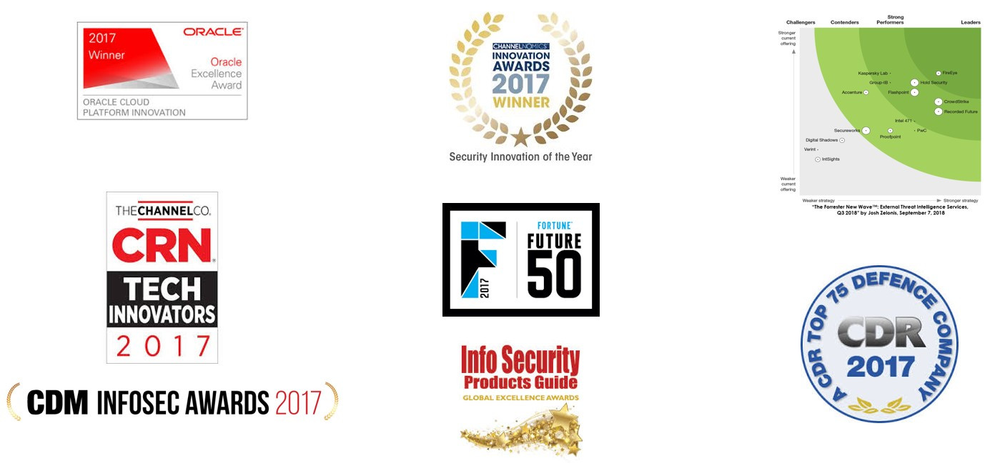 2017
Winner
ORACLE®
Oracle
Excellence
Award
ORACLE CLOUD
PLATFORM INNOVATION
CHANNELNOMICS
INNOVATION
AWARDS
2017
WINNER
Security Innovation of the Year
Challengers
Contenders
Strong
Performers
Leaders
Stronger
current
offering
Kaspersky Lab
FireEye
Group-IB
Hold Security
Accenture
Flashpoint
CrowdStrike
Recorded Future
Intel 471
Secureworks
Proofpoint
PwC
Digital Shadows
Verint
IntSights
Weaker
current
offering
Weaker strategy
Stronger strategy
"The Forrester New Wave™: External Threat Intelligence Services,
Q3 2018" by Josh Zelonis, September 7, 2018
THECHANNELCO.
CRN®
TECH
INNOVATORS
2017
FORTUNE
FUTURE
50
2017
A CDR TOP 75 DEFENCE COMPANY
CDR
2017
Info Security
Products Guide
GLOBAL EXCELLENCE AWARDS
CDM INFOSEC AWARDS 2017